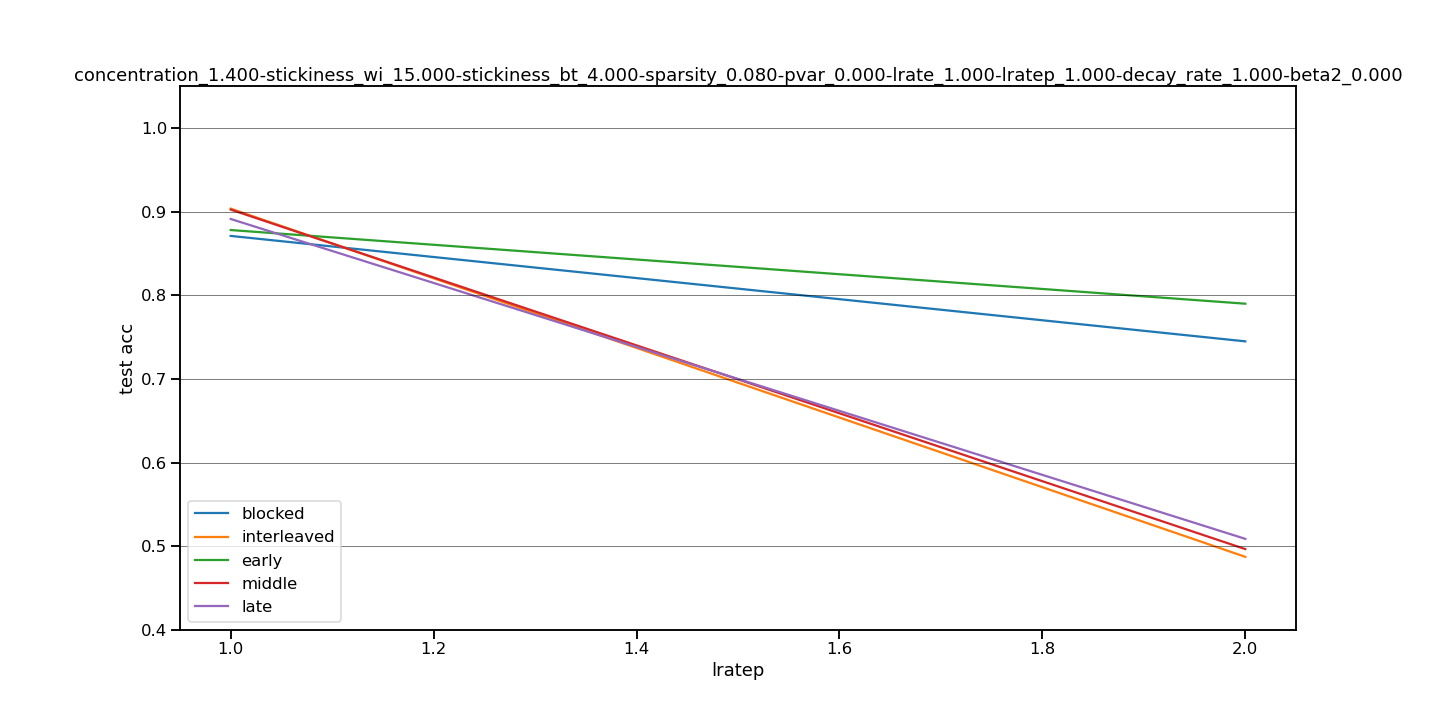 concentration_1.400-stickiness_wi_15.000-stickiness_bt_4.000-sparsity_0.080-pvar_0.000-lrate_1.000-lratep_1.000-decay_rate_1.000-beta2_0.000
1.0
0.9
0.8
0.7
0.6
0.5
0.4
test acc
blocked
interleaved
early
middle
late
1.0 1.2 1.4 1.6 1.8 2.0
lratep